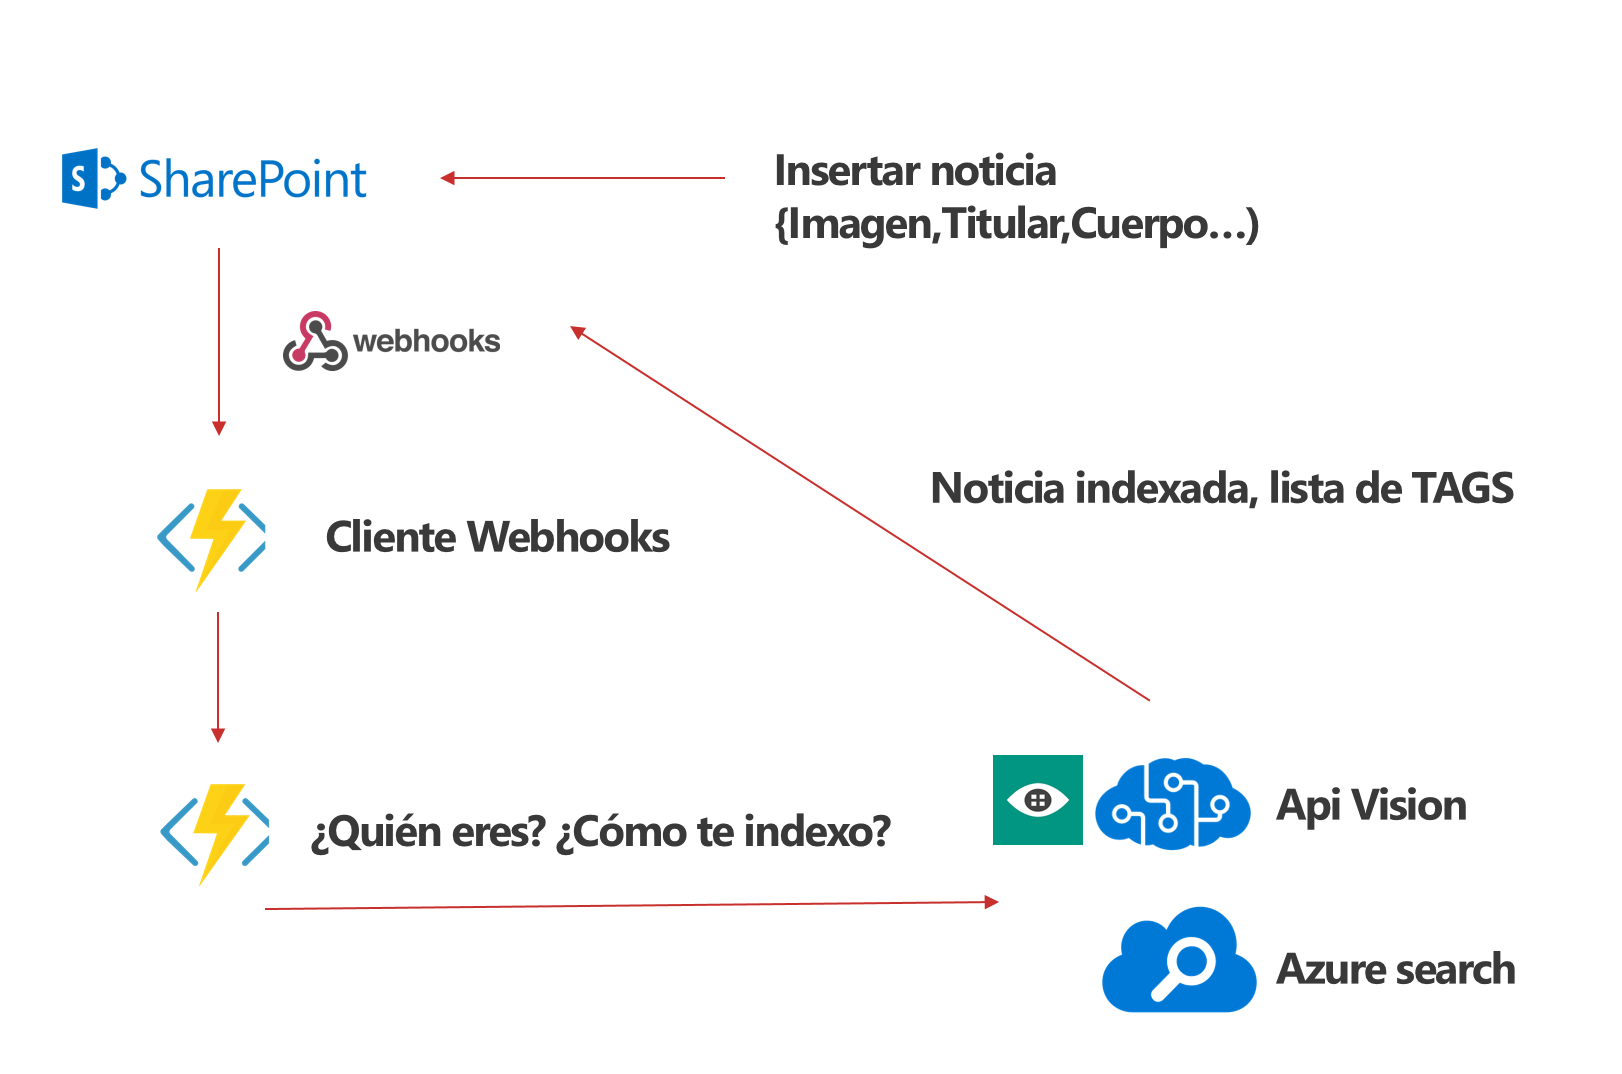 S SharePoint
Insertar noticia
{Imagen,Titular,Cuerpo…)
webhooks
Noticia indexada, lista de TAGS
Cliente Webhooks
¿Quién eres? ¿Cómo te indexo?
Api Vision
Azure search